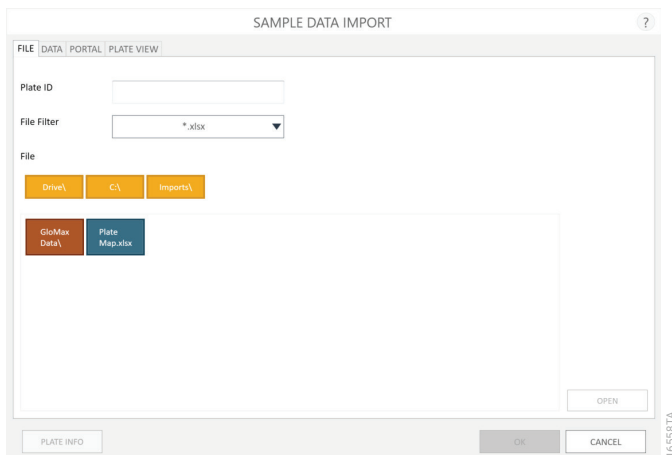 SAMPLE DATA IMPORT ?
FILE DATA PORTAL PLATE VIEW
Plate ID
File Filter
*.xlsx
File
Drive\ C:\ Imports\
GloMax
Data\
Plate
Map.xlsx
OPEN
PLATE INFO
OK
CANCEL